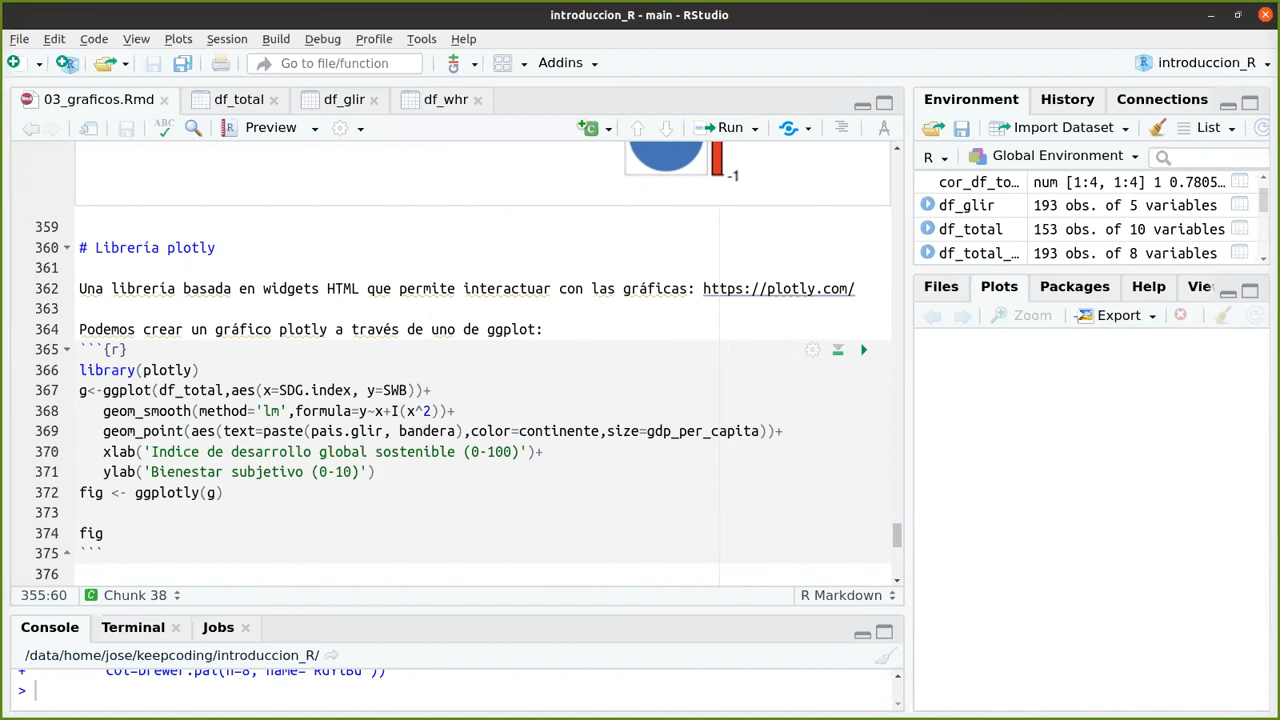 introduccion_R - main - RStudio
File Edit Code View Plots Session Build Debug Profile Tools Help
Go to file/function Addins introduccion_R
03_graficos.Rmd df_total df_glir df_whr
ABC Preview Run
-1
359
360 # Librería plotly
361
362 Una librería basada en widgets HTML que permite interactuar con las gráficas: https://plotly.com/
363
364 Podemos crear un gráfico plotly a través de uno de ggplot:
365 ```{r}
366 library(plotly)
367 g<-ggplot(df_total,aes(x=SDG.index, y=SWB))+
368 geom_smooth(method='lm',formula=y~x+I(x^2))+
369 geom_point(aes(text=paste(pais.glir, bandera),color=continente,size=gdp_per_capita))+
370 xlab('Indice de desarrollo global sostenible (0-100)')+
371 ylab('Bienestar subjetivo (0-10)')
372 fig <- ggplotly(g)
373
374 fig
375 ```
376
355:60 Chunk 38 R Markdown
Console Terminal Jobs
/data/home/jose/keepcoding/introduccion_R/
+ col=brewer.pal(n=8, name="RdYlBu"))
>
Environment History Connections
Import Dataset List
R Global Environment
cor_df_to… num [1:4, 1:4] 1 0.7805…
df_glir 193 obs. of 5 variables
df_total 153 obs. of 10 variables
df_total_… 193 obs. of 8 variables
Files Plots Packages Help Vie
Zoom Export